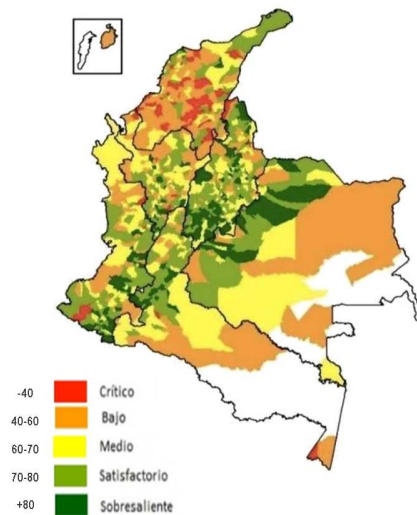 -40 Crítico
40-60 Bajo
60-70 Medio
70-80 Satisfactorio
+80 Sobresaliente